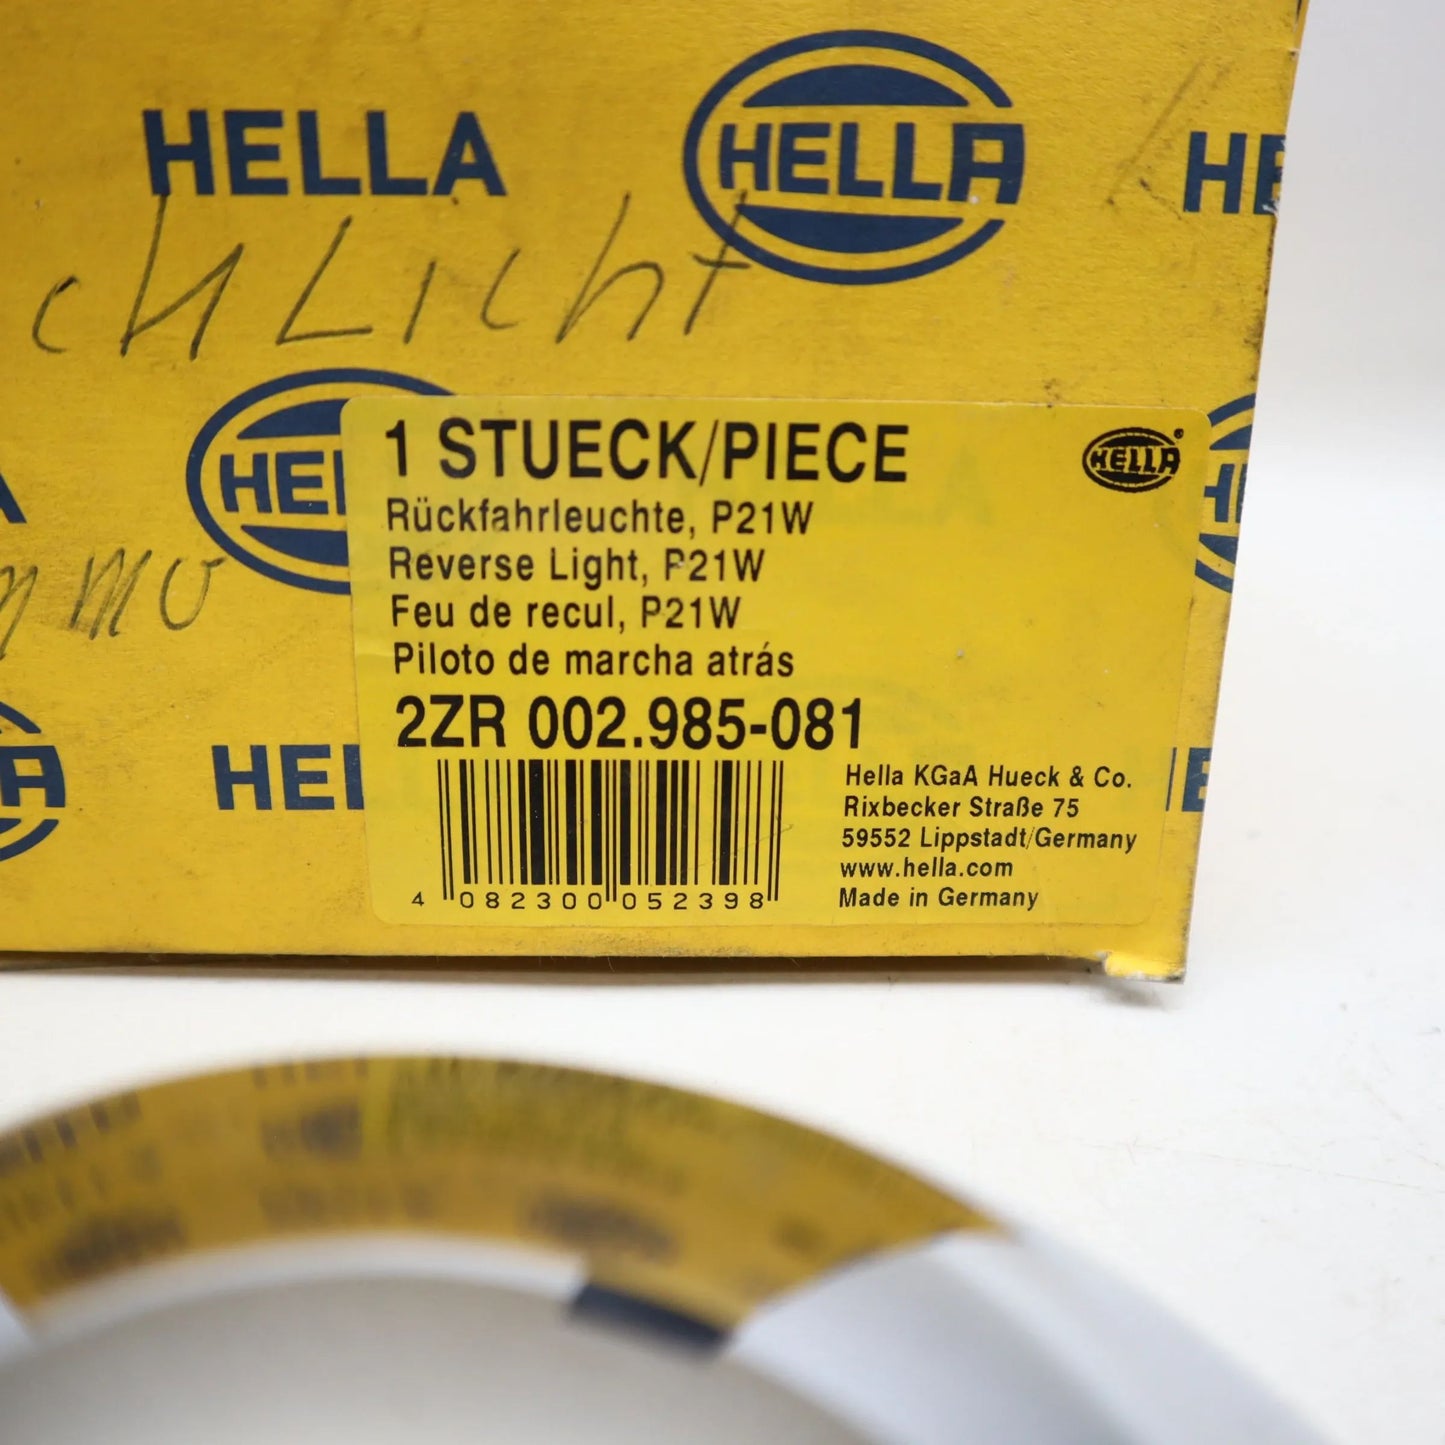 HELLA HELLA HE
chLicht
HEL
1 STUECK/PIECE HELLA®
Rückfahrleuchte, P21W
Reverse Light, P21W
Feu de recul, P21W
Piloto de marcha atrás
2ZR 002.985-081
HEL
Hella KGaA Hueck & Co.
Rixbecker Straße 75
59552 Lippstadt/Germany
www.hella.com
Made in Germany
4 082300 052398